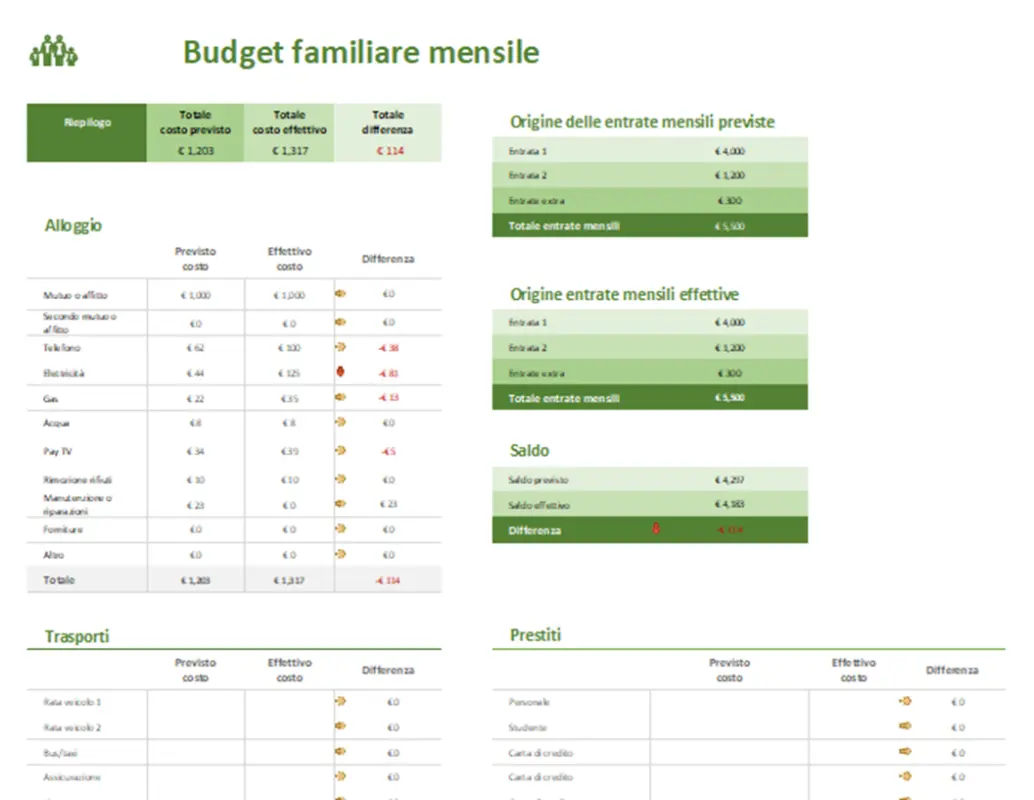 Budget familiare mensile
Riepilogo
Totale costo previsto
Totale costo effettivo
Totale differenza
€ 1,203 € 1,317 € 114
Alloggio
Previsto costo
Effettivo costo
Differenza
Mutuo o affitto € 1,000 € 1,000 €0
Secondo mutuo o affitto €0 €0 €0
Telefono € 62 € 100 -€ 38
Elettricità € 44 € 125 -€ 81
Gas € 22 €35 -€ 13
Acqua €8 € 8 €0
Pay TV € 34 €39 -€5
Rimozione rifiuti € 10 €10 €0
Manutenzione o riparazioni € 23 €0 € 23
Forniture €0 €0 €0
Altro €0 €0 €0
Totale € 1,203 € 1,317 -€ 114
Trasporti
Previsto costo
Effettivo costo
Differenza
Rata veicolo 1 €0
Rata veicolo 2 €0
Bus/taxi €0
Assicurazione €0
Origine delle entrate mensili previste
Entrata 1 € 4,000
Entrata 2 € 1,200
Entrate extra € 300
Totale entrate mensili € 5,500
Origine entrate mensili effettive
Entrata 1 € 4,000
Entrata 2 € 1,200
Entrate extra € 300
Totale entrate mensili € 5,500
Saldo
Saldo previsto € 4,297
Saldo effettivo € 4,183
Differenza -€ 114
Prestiti
Previsto costo
Effettivo costo
Differenza
Personale €0
Studente €0
Carta di credito €0
Carta di credito €0